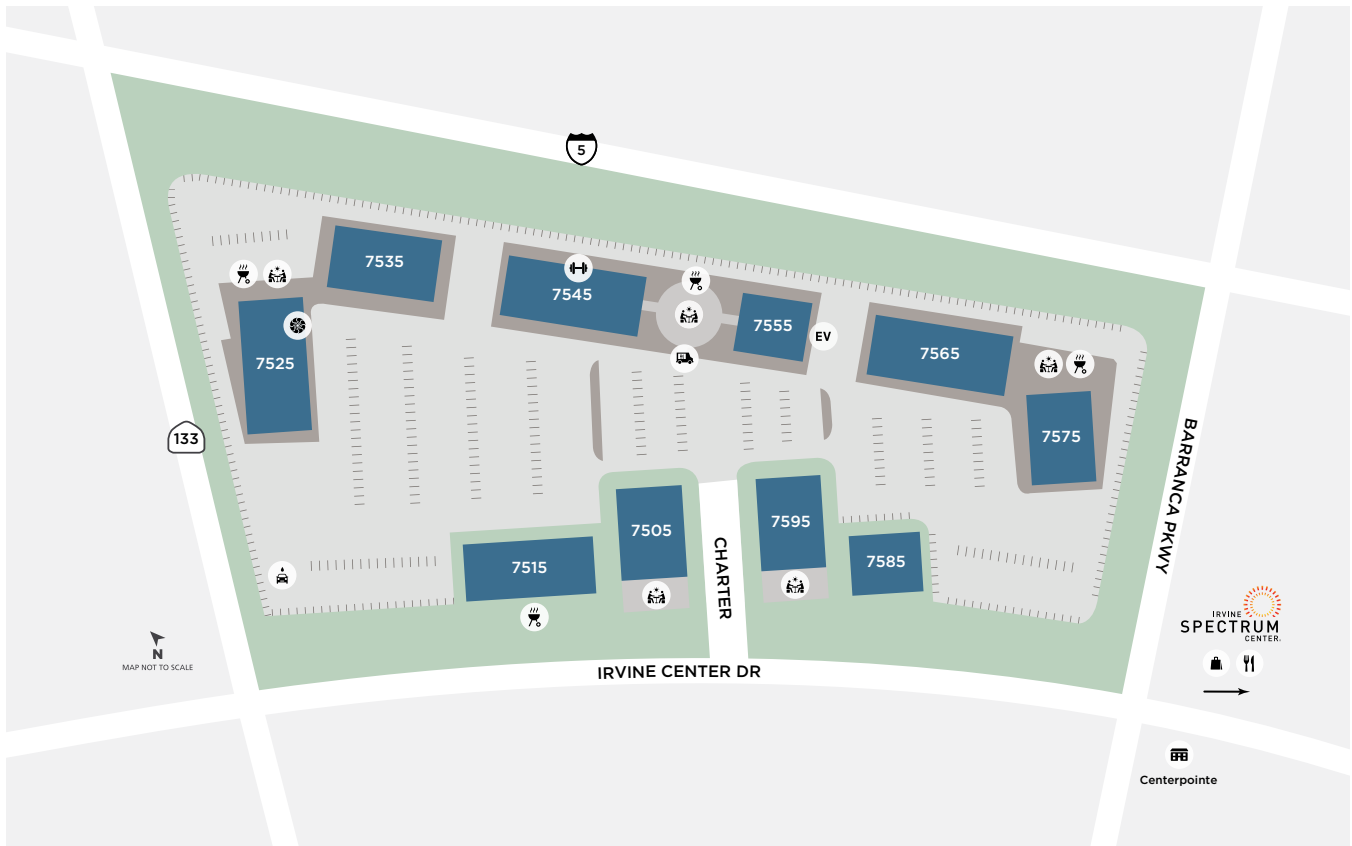 5
7535
7545
7555
EV
7565
7525
133
7575
BARRANCA PKWY
7505
7595
7515
7585
CHARTER
IRVINE
SPECTRUM
CENTER.
N
MAP NOT TO SCALE
IRVINE CENTER DR
Centerpointe